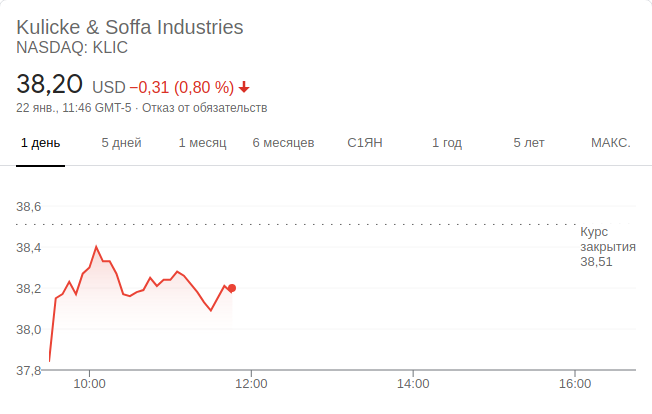 Kulicke & Soffa Industries
NASDAQ: KLIC
38,20 USD −0,31 (0,80 %)
22 янв., 11:46 GMT-5 · Отказ от обязательств
1 день 5 дней 1 месяц 6 месяцев С1ЯН 1 год 5 лет МАКС.
38,6
Курс
38,4 закрытия
38,51
38,2
38,0
37,8
10:00 12:00 14:00 16:00